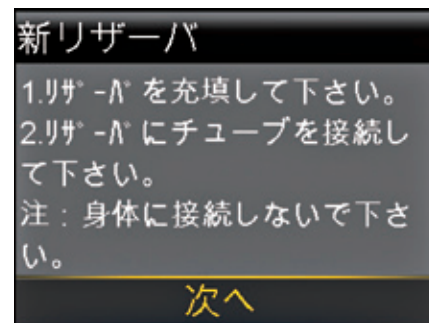 新リザーバ
1.ﾘｻﾞｰﾊﾞを充填して下さい。
2.ﾘｻﾞｰﾊﾞにチューブを接続し
て下さい。
注：身体に接続しないで下さ
い。
次へ